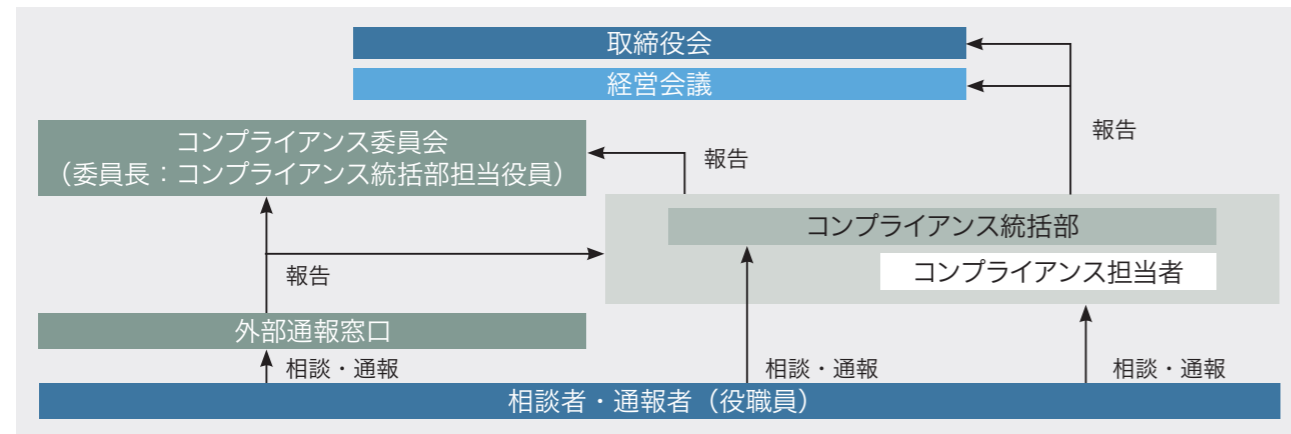 取締役会
経営会議
報告
コンプライアンス委員会
（委員長：コンプライアンス統括部担当役員）
報告
コンプライアンス統括部
コンプライアンス担当者
報告
外部通報窓口
相談・通報
相談・通報
相談・通報
相談者・通報者（役職員）